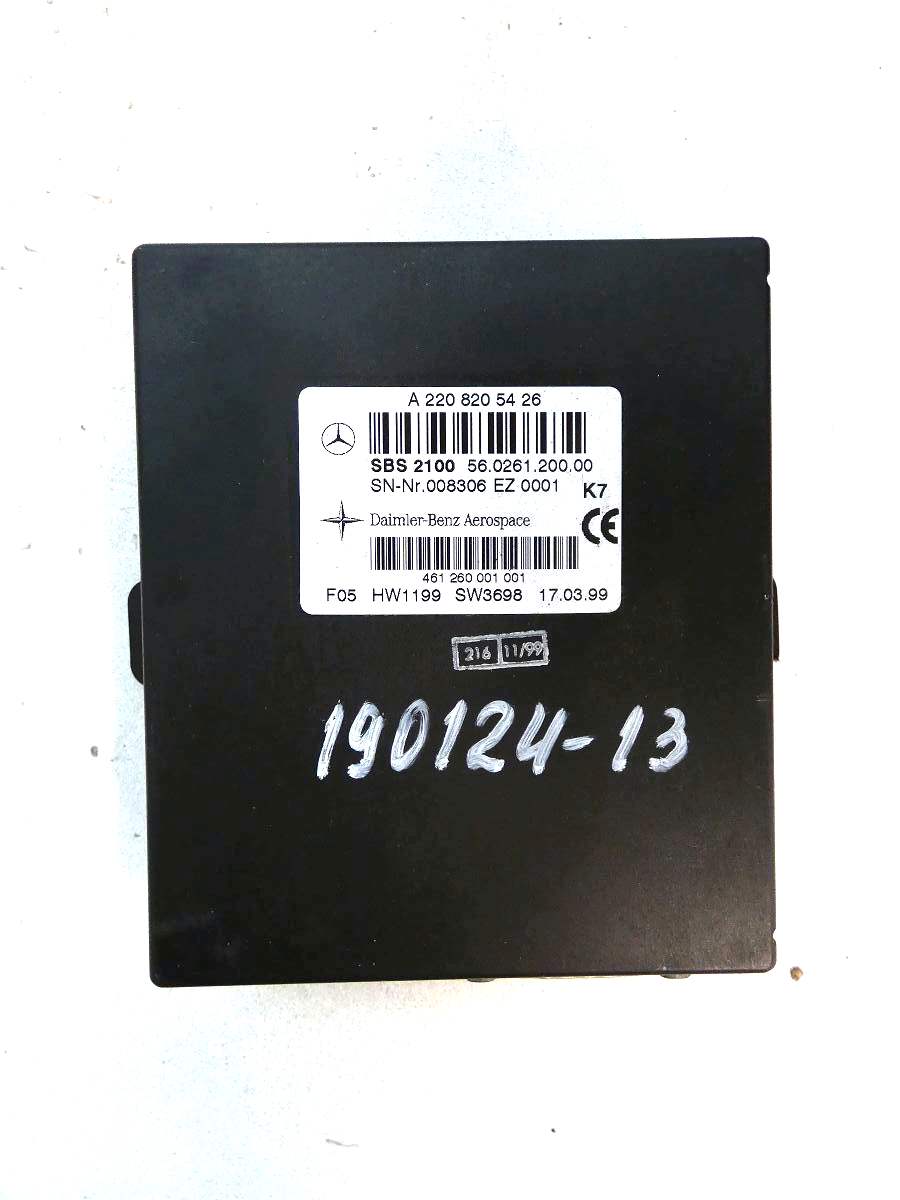 A 220 820 54 26
SBS 2100 56.0261.200.00
SN-Nr.008306 EZ 0001 K7
Daimler-Benz Aerospace CE
461 260 001 001
F05 HW1199 SW3698 17.03.99
216 11/99
190124-13